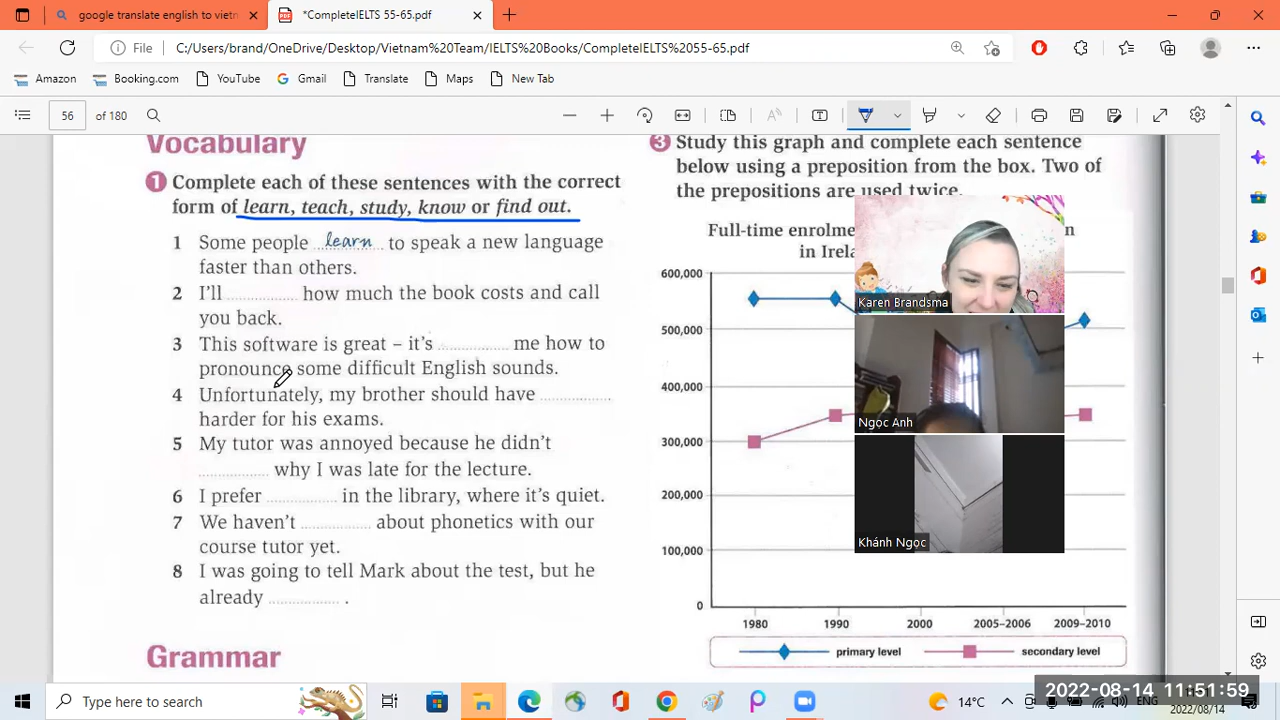 google translate english to vietn
*CompleteIELTS 55-65.pdf
File
C:/Users/brand/OneDrive/Desktop/Vietnam%20Team/IELTS%20Books/CompleteIELTS%2055-65.pdf
Amazon
Booking.com
YouTube
Gmail
Translate
Maps
New Tab
56
of 180
Vocabulary
1 Complete each of these sentences with the correct
form of learn, teach, study, know or find out.
1 Some people learn to speak a new language
faster than others.
2 I'll .............. how much the book costs and call
you back.
3 This software is great – it's .............. me how to
pronounce some difficult English sounds.
4 Unfortunately, my brother should have ..............
harder for his exams.
5 My tutor was annoyed because he didn't
.............. why I was late for the lecture.
6 I prefer .............. in the library, where it's quiet.
7 We haven't .............. about phonetics with our
course tutor yet.
8 I was going to tell Mark about the test, but he
already .............. .
Grammar
3 Study this graph and complete each sentence
below using a preposition from the box. Two of
the prepositions are used twice.
Full-time enrolme
in Irela
600,000
500,000
400,000
300,000
200,000
100,000
0
1980
1990
2000
2005–2006
2009–2010
primary level
secondary level
Karen Brandsma
Ngọc Anh
Khánh Ngọc
Type here to search
14°C
ENG
2022-08-14 11:51:59
2022/08/14